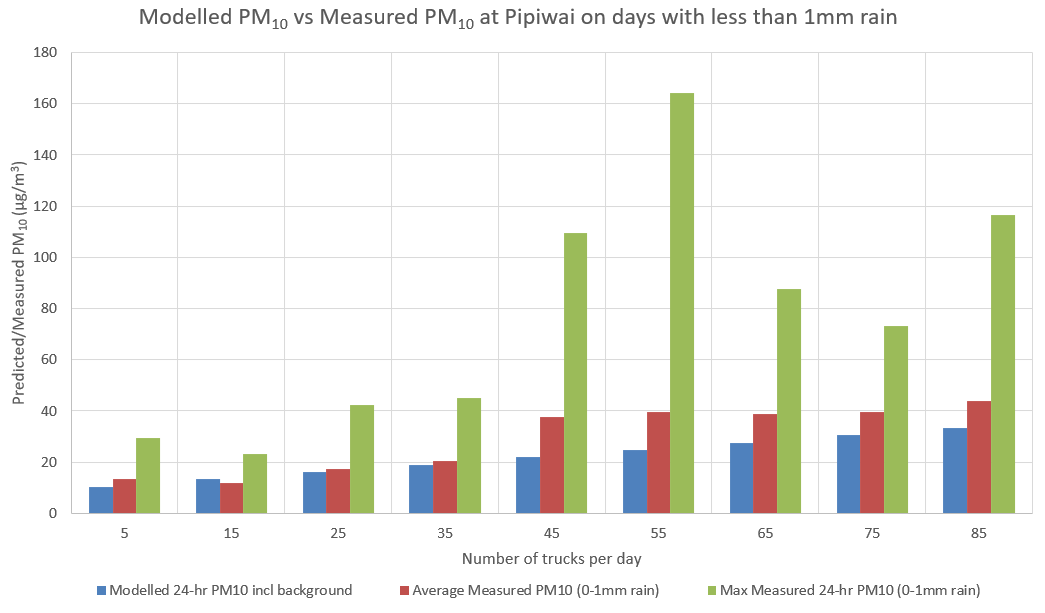 Modelled PM10 vs Measured PM10 at Pipiwai on days with less than 1mm rain
Predicted/Measured PM10 (µg/m³)
180
160
140
120
100
80
60
40
20
0
5 15 25 35 45 55 65 75 85
Number of trucks per day
Modelled 24-hr PM10 incl background Average Measured PM10 (0-1mm rain) Max Measured 24-hr PM10 (0-1mm rain)